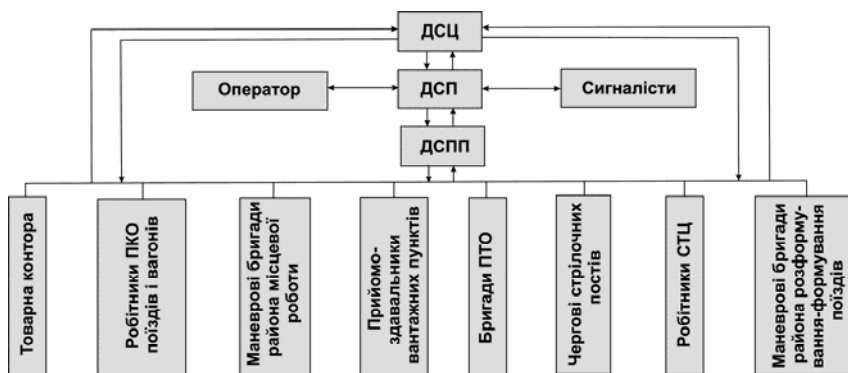 ДСЦ
Оператор
ДСП
Сигналісти
ДСПП
Товарна контора
Робітники ПКО
поїздів і вагонів
Маневрові бригади
района місцевої
роботи
Прийомо-
здавальники
вантажних пунктів
Бригади ПТО
Чергові стрілочних
постів
Робітники СТЦ
Маневрові бригади
района розформу-
вання-формування
поїздів